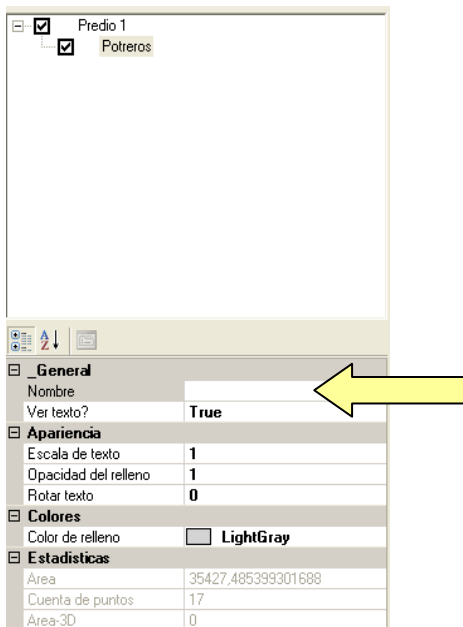 Predio 1
Potreros
_General
Nombre
Ver texto? True
Apariencia
Escala de texto 1
Opacidad del relleno 1
Rotar texto 0
Colores
Color de relleno LightGray
Estadisticas
Area 35427,485399301688
Cuenta de puntos 17
Area-3D 0